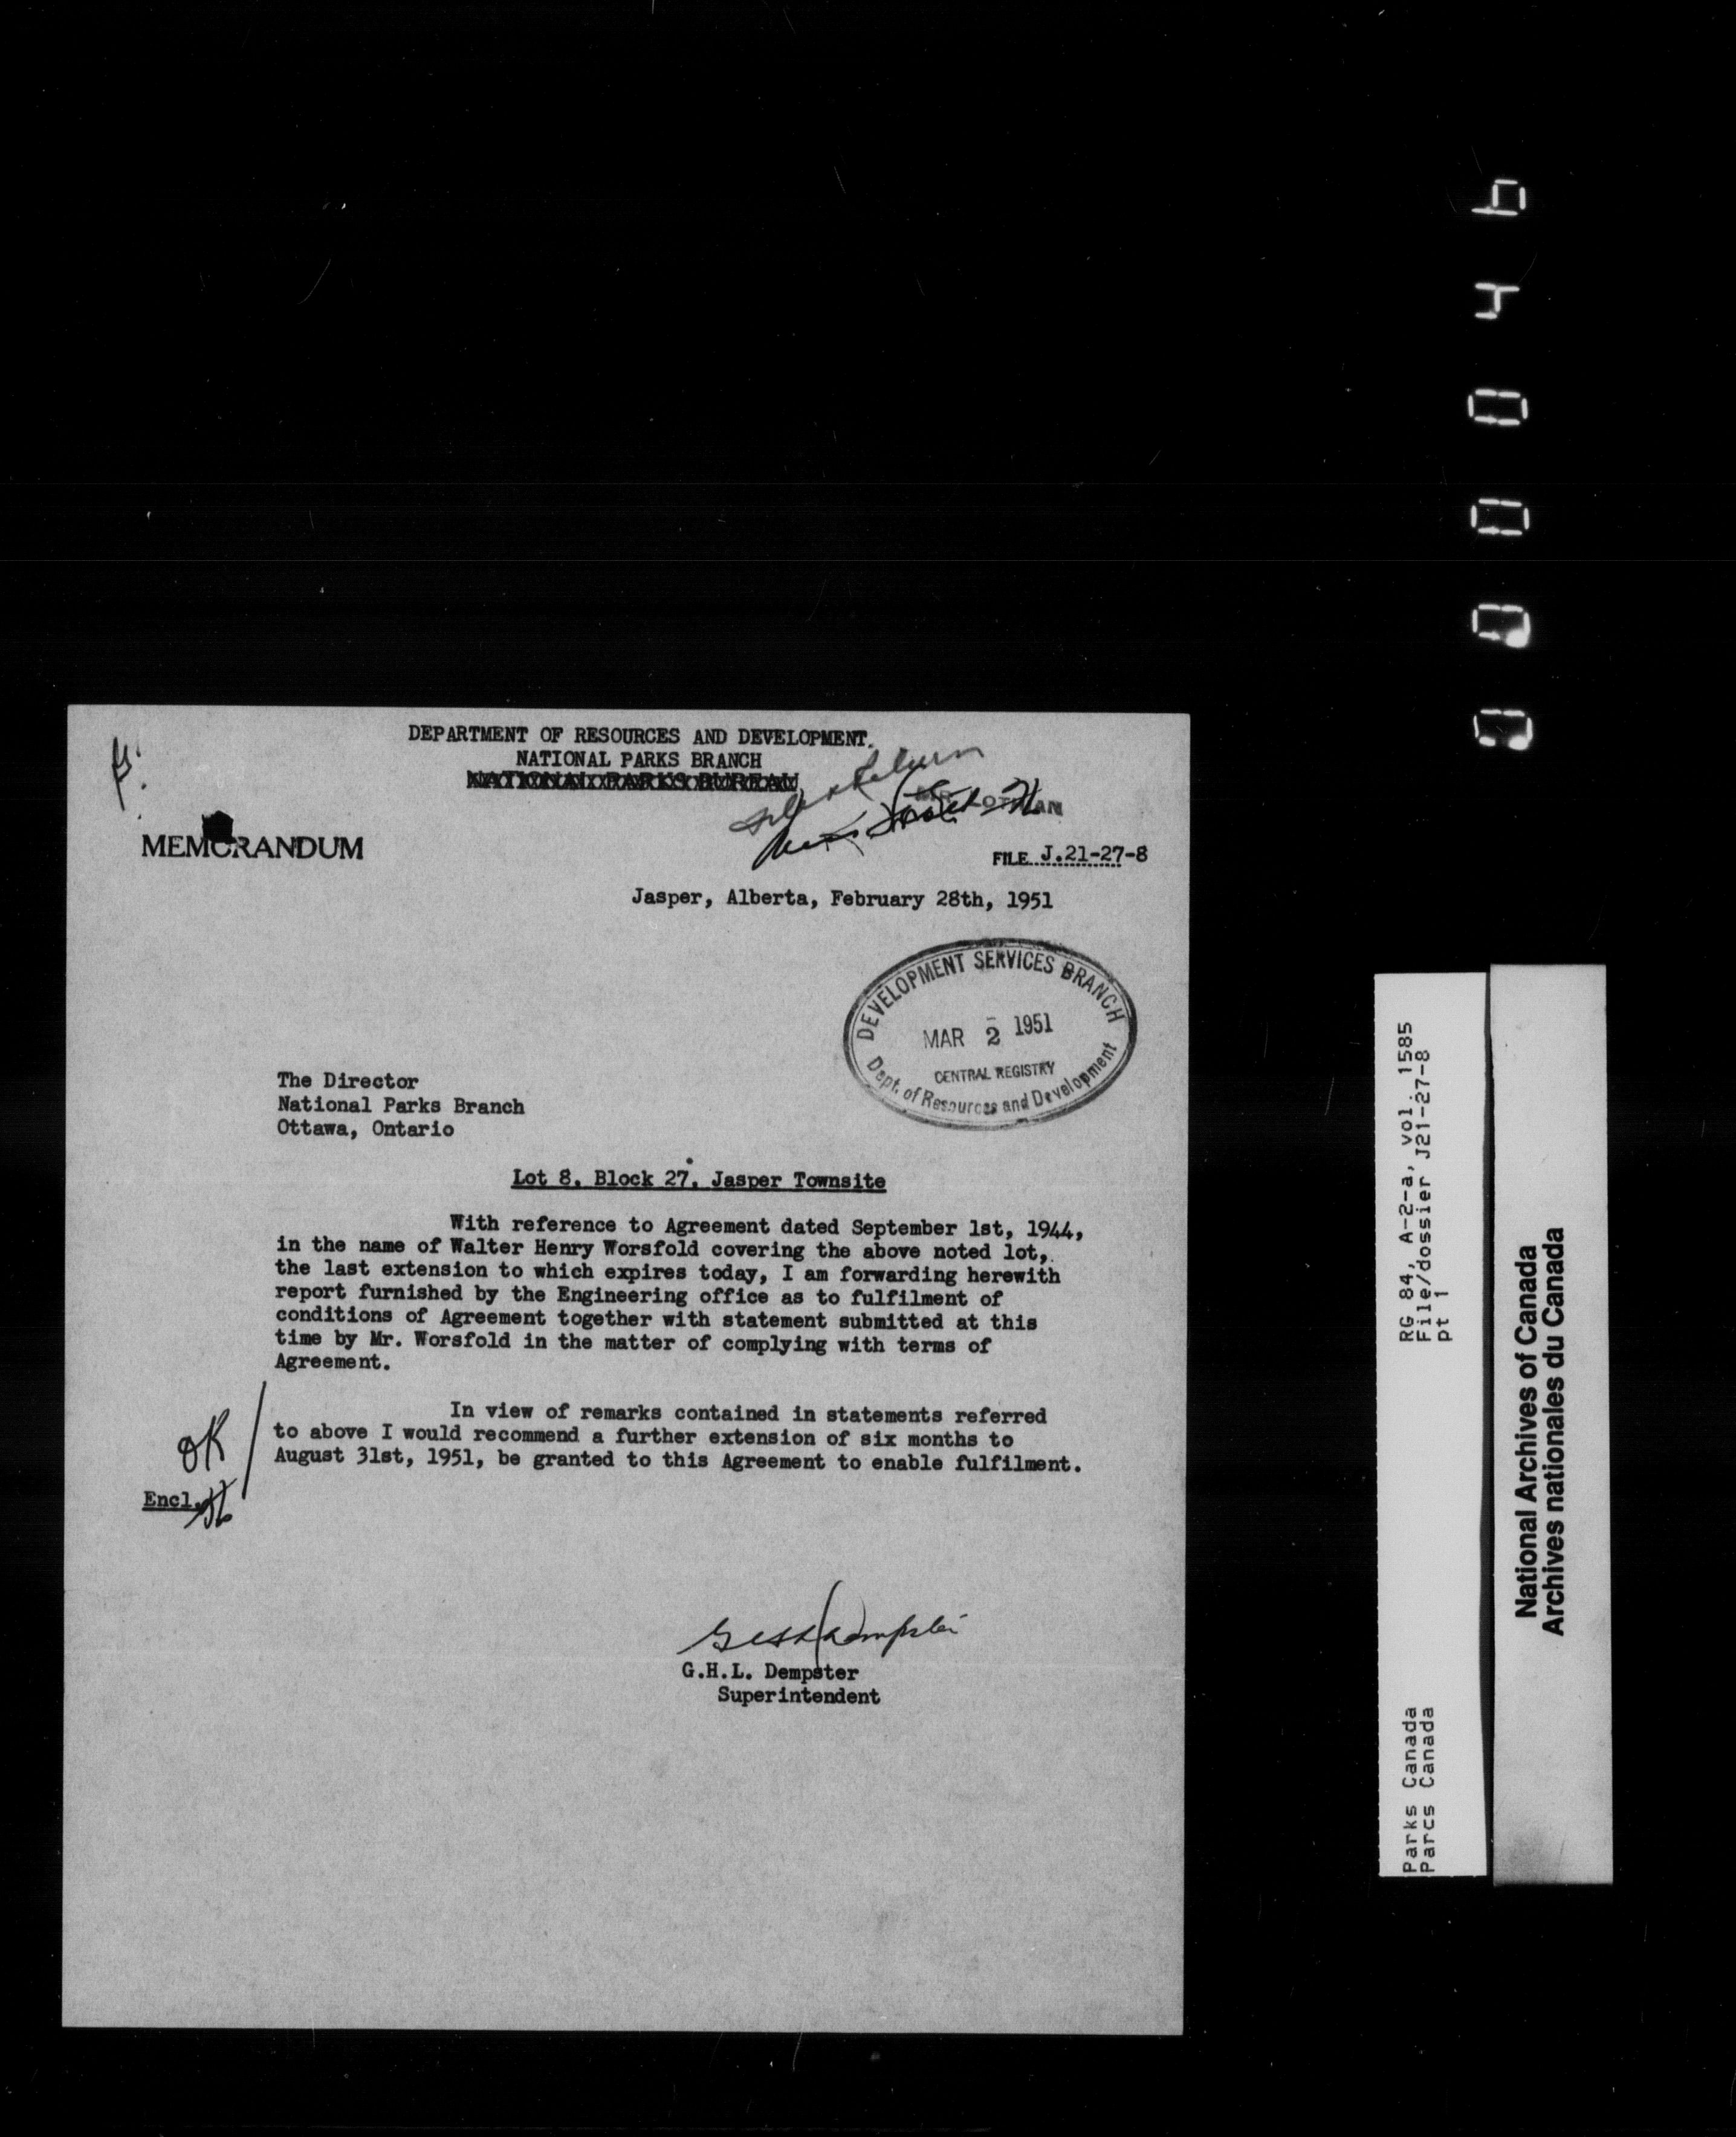 DEPARTMENT OF RESOURCES AND DEVELOPMENT.
NATIONAL PARKS BRANCH
NATIONAL PARKS BUREAU
MEMORANDUM
FILE J.21-27-8
Jasper, Alberta, February 28th, 1951
DEVELOPMENT SERVICES BRANCH
MAR 2 1951
CENTRAL REGISTRY
Dept. of Resources and Development
The Director
National Parks Branch
Ottawa, Ontario
Lot 8, Block 27, Jasper Townsite
With reference to Agreement dated September 1st, 1944,
in the name of Walter Henry Worsfold covering the above noted lot,
the last extension to which expires today, I am forwarding herewith
report furnished by the Engineering office as to fulfilment of
conditions of Agreement together with statement submitted at this
time by Mr. Worsfold in the matter of complying with terms of
Agreement.
In view of remarks contained in statements referred
to above I would recommend a further extension of six months to
August 31st, 1951, be granted to this Agreement to enable fulfilment.
OK
Encl.
G.H.L. Dempster
Superintendent
RG 84, A-2-a, vol. 1585
File/dossier J21-27-8
pt 1
Parks Canada
Parcs Canada
National Archives of Canada
Archives nationales du Canada